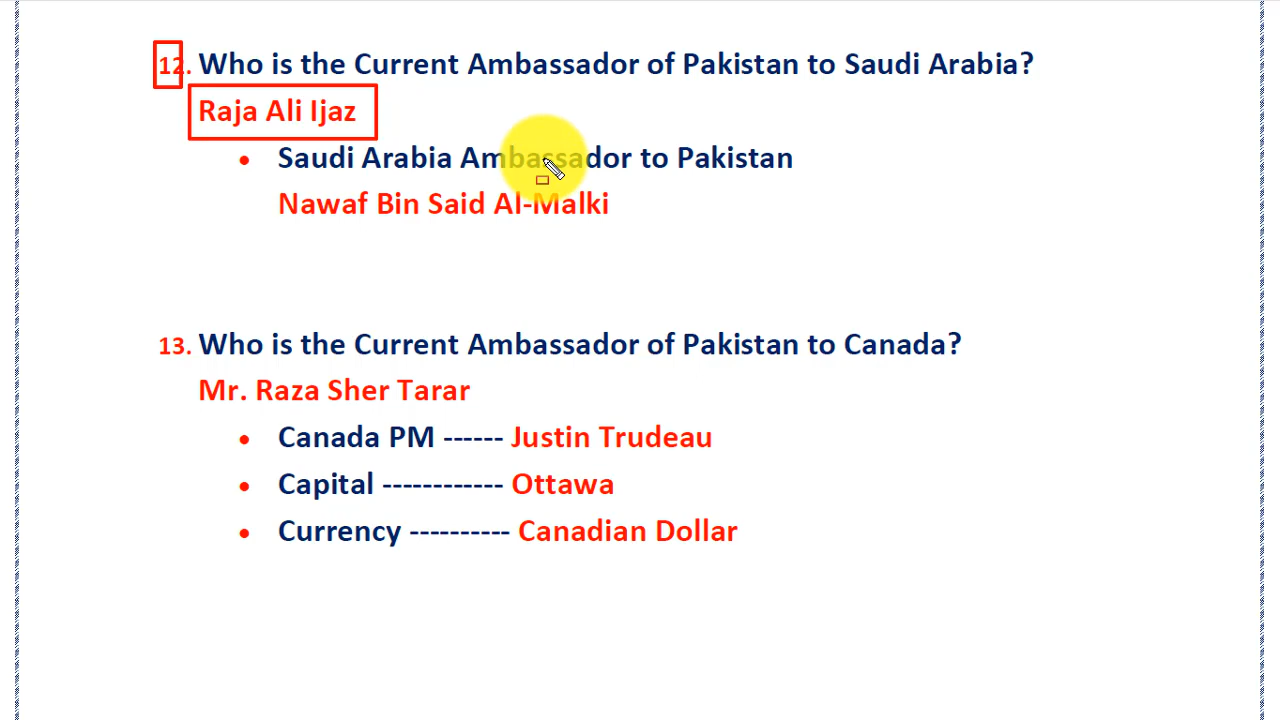 12. Who is the Current Ambassador of Pakistan to Saudi Arabia?
Raja Ali Ijaz
• Saudi Arabia Ambassador to Pakistan
Nawaf Bin Said Al-Malki
13. Who is the Current Ambassador of Pakistan to Canada?
Mr. Raza Sher Tarar
• Canada PM ------ Justin Trudeau
• Capital ------------ Ottawa
• Currency ---------- Canadian Dollar